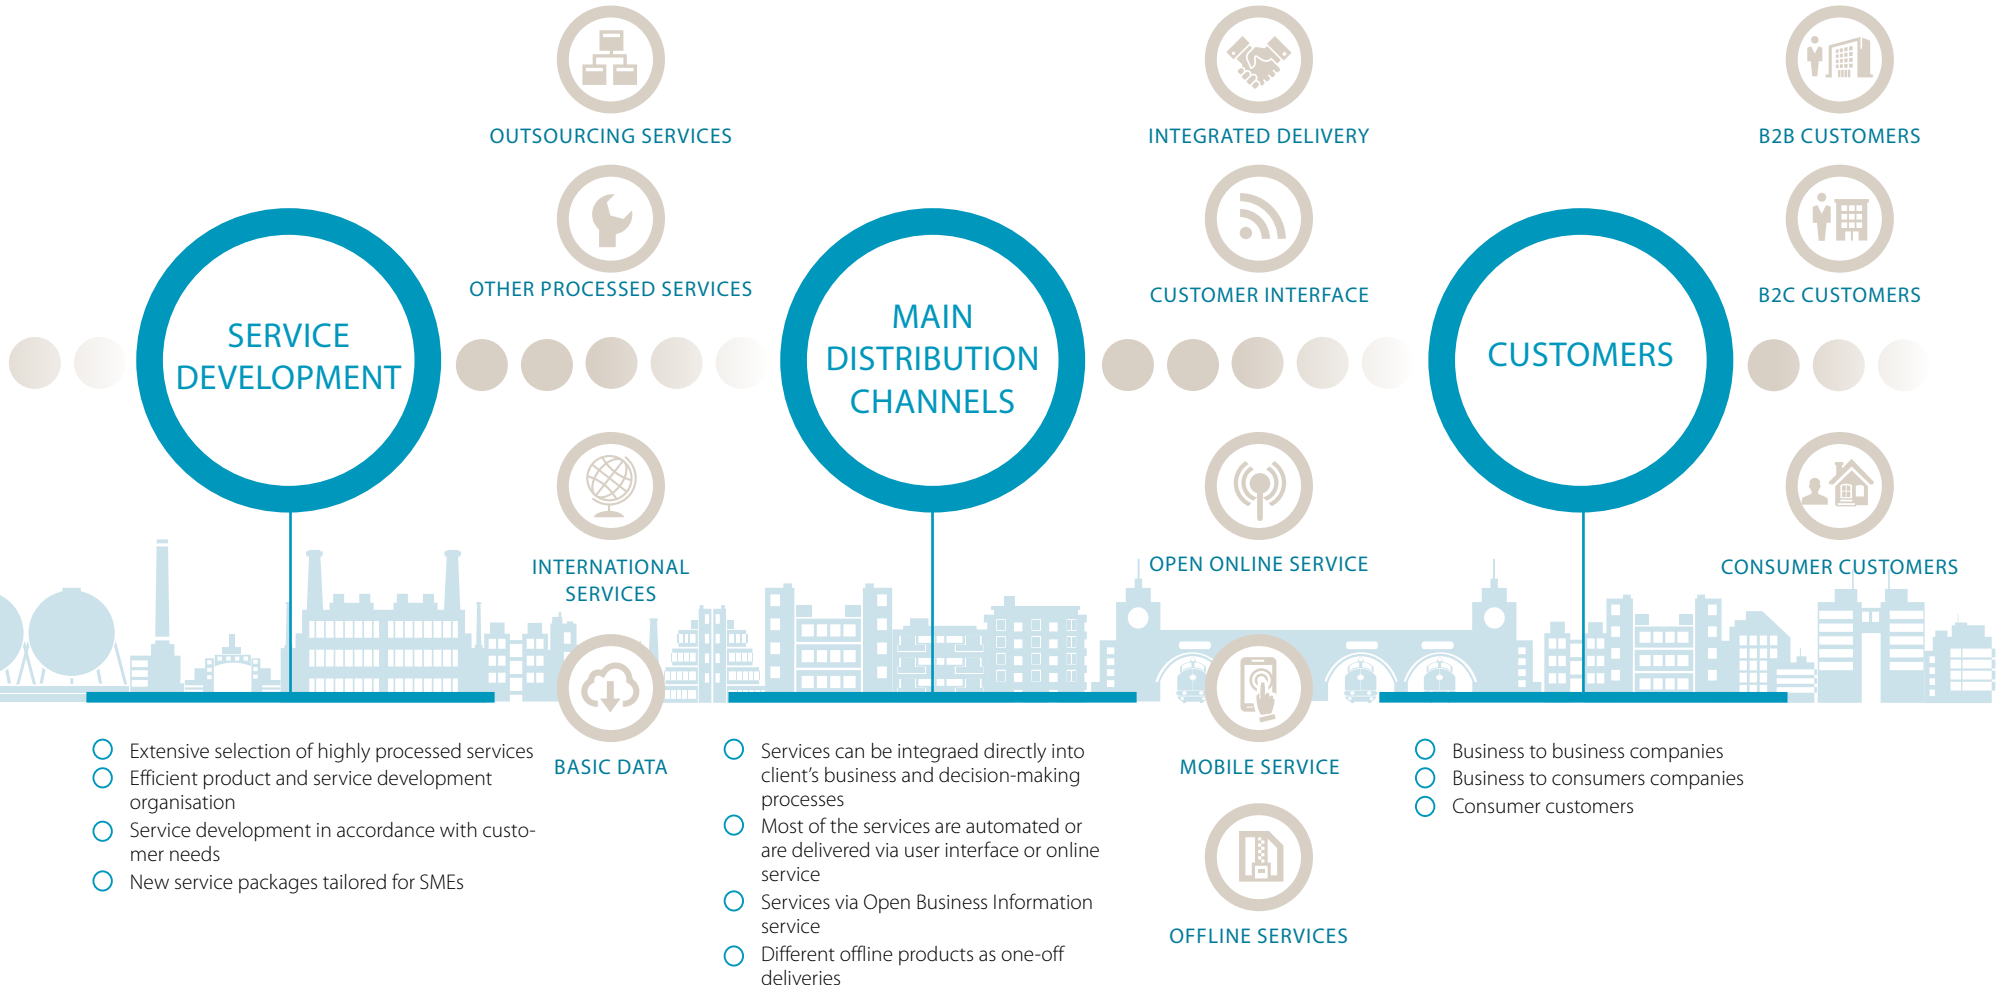 OUTSOURCING SERVICES
OTHER PROCESSED SERVICES
SERVICE
DEVELOPMENT
INTERNATIONAL
SERVICES
BASIC DATA
Extensive selection of highly processed services
Efficient product and service development
organisation
Service development in accordance with custo-
mer needs
New service packages tailored for SMEs
INTEGRATED DELIVERY
CUSTOMER INTERFACE
MAIN
DISTRIBUTION
CHANNELS
OPEN ONLINE SERVICE
MOBILE SERVICE
OFFLINE SERVICES
Services can be integraed directly into
client's business and decision-making
processes
Most of the services are automated or
are delivered via user interface or online
service
Services via Open Business Information
service
Different offline products as one-off
deliveries
B2B CUSTOMERS
B2C CUSTOMERS
CUSTOMERS
CONSUMER CUSTOMERS
Business to business companies
Business to consumers companies
Consumer customers